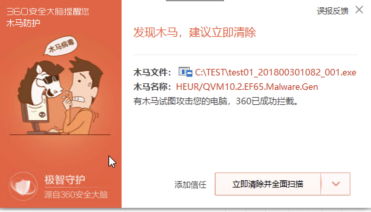 360安全大脑提醒您
木马防护
误报反馈
发现木马，建议立即清除
木马病毒
木马文件： C:\TEST\test01_201800301082_001.exe
木马名称： HEUR/QVM10.2.EF65.Malware.Gen
有木马试图攻击您的电脑，360已成功拦截。
极智守护
源自360安全大脑
添加信任
立即清除并全面扫描